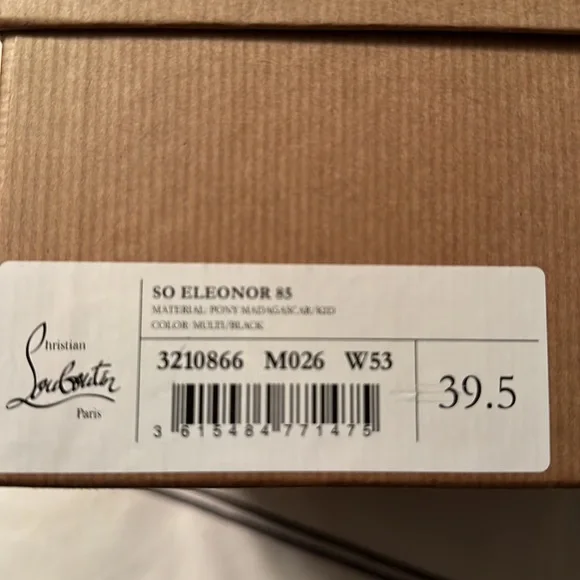 Christian
Louboutin
Paris
SO ELEONOR 85
MATERIAL: PONY MADAGASCAR/KID
COLOR: MULTI/BLACK
3210866 M026 W53
3 615484 771475
39.5